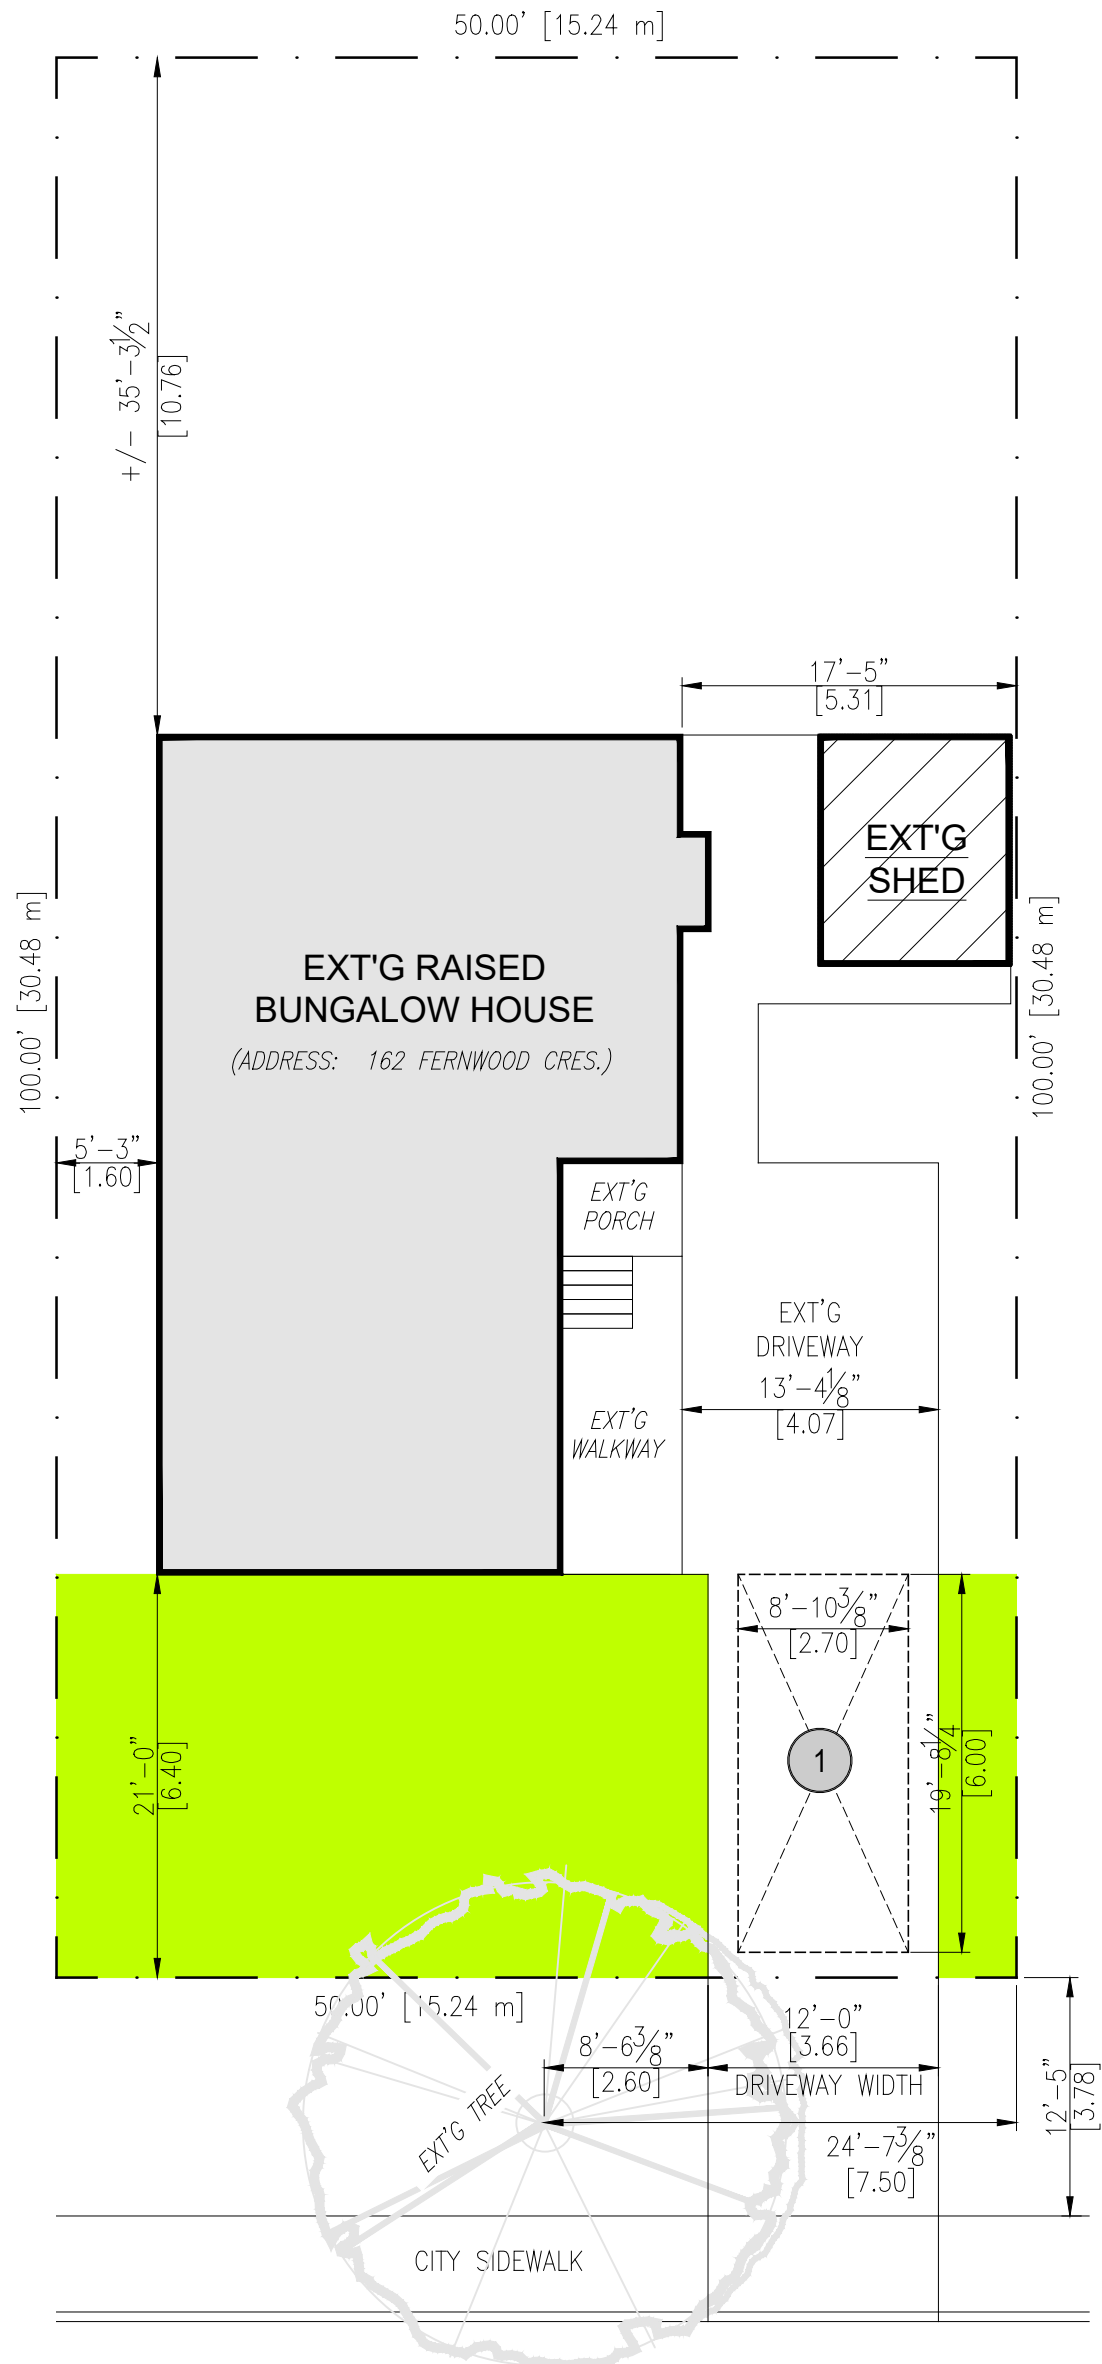 50.00' [15.24 m]
+/- 35'-3½"
[10.76]
17'-5"
[5.31]
EXT'G
SHED
100.00' [30.48 m]
100.00' [30.48 m]
EXT'G RAISED
BUNGALOW HOUSE
(ADDRESS: 162 FERNWOOD CRES.)
5'-3"
[1.60]
EXT'G
PORCH
EXT'G
DRIVEWAY
13'-4⅛"
[4.07]
EXT'G
WALKWAY
8'-10⅜"
[2.70]
21'-0"
[6.40]
1
19'-8¼"
[6.00]
50.00' [15.24 m]
8'-6⅜"
[2.60]
12'-0"
[3.66]
DRIVEWAY WIDTH
12'-5"
[3.78]
EXT'G TREE
24'-7⅜"
[7.50]
CITY SIDEWALK